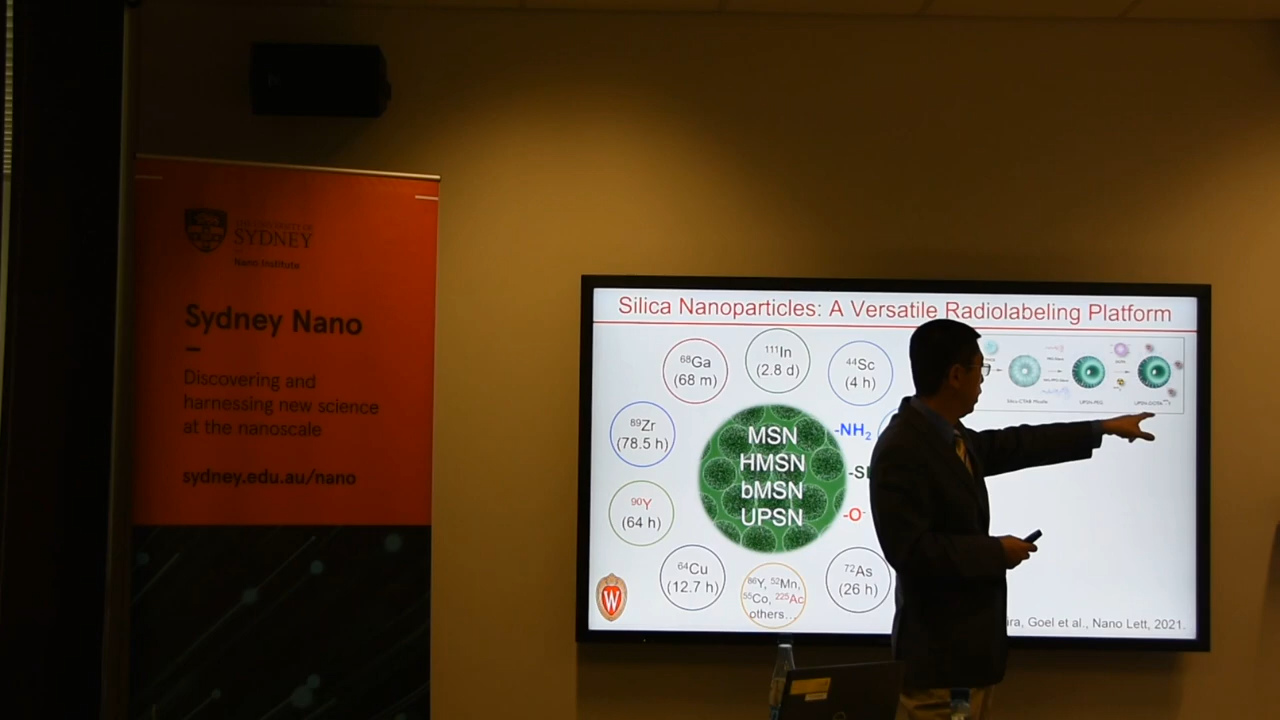 THE UNIVERSITY OF
SYDNEY
Nano Institute
Sydney Nano
Discovering and
harnessing new science
at the nanoscale
sydney.edu.au/nano
Silica Nanoparticles: A Versatile Radiolabeling Platform
⁶⁸Ga
(68 m)
¹¹¹In
(2.8 d)
⁴⁴Sc
(4 h)
⁸⁹Zr
(78.5 h)
MSN
HMSN
bMSN
UPSN
-NH₂
-O⁻
⁹⁰Y
(64 h)
⁶⁴Cu
(12.7 h)
⁸⁶Y, ⁵²Mn,
⁵⁵Co, ²²⁵Ac
others...
⁷²As
(26 h)
W
Goel et al., Nano Lett, 2021.